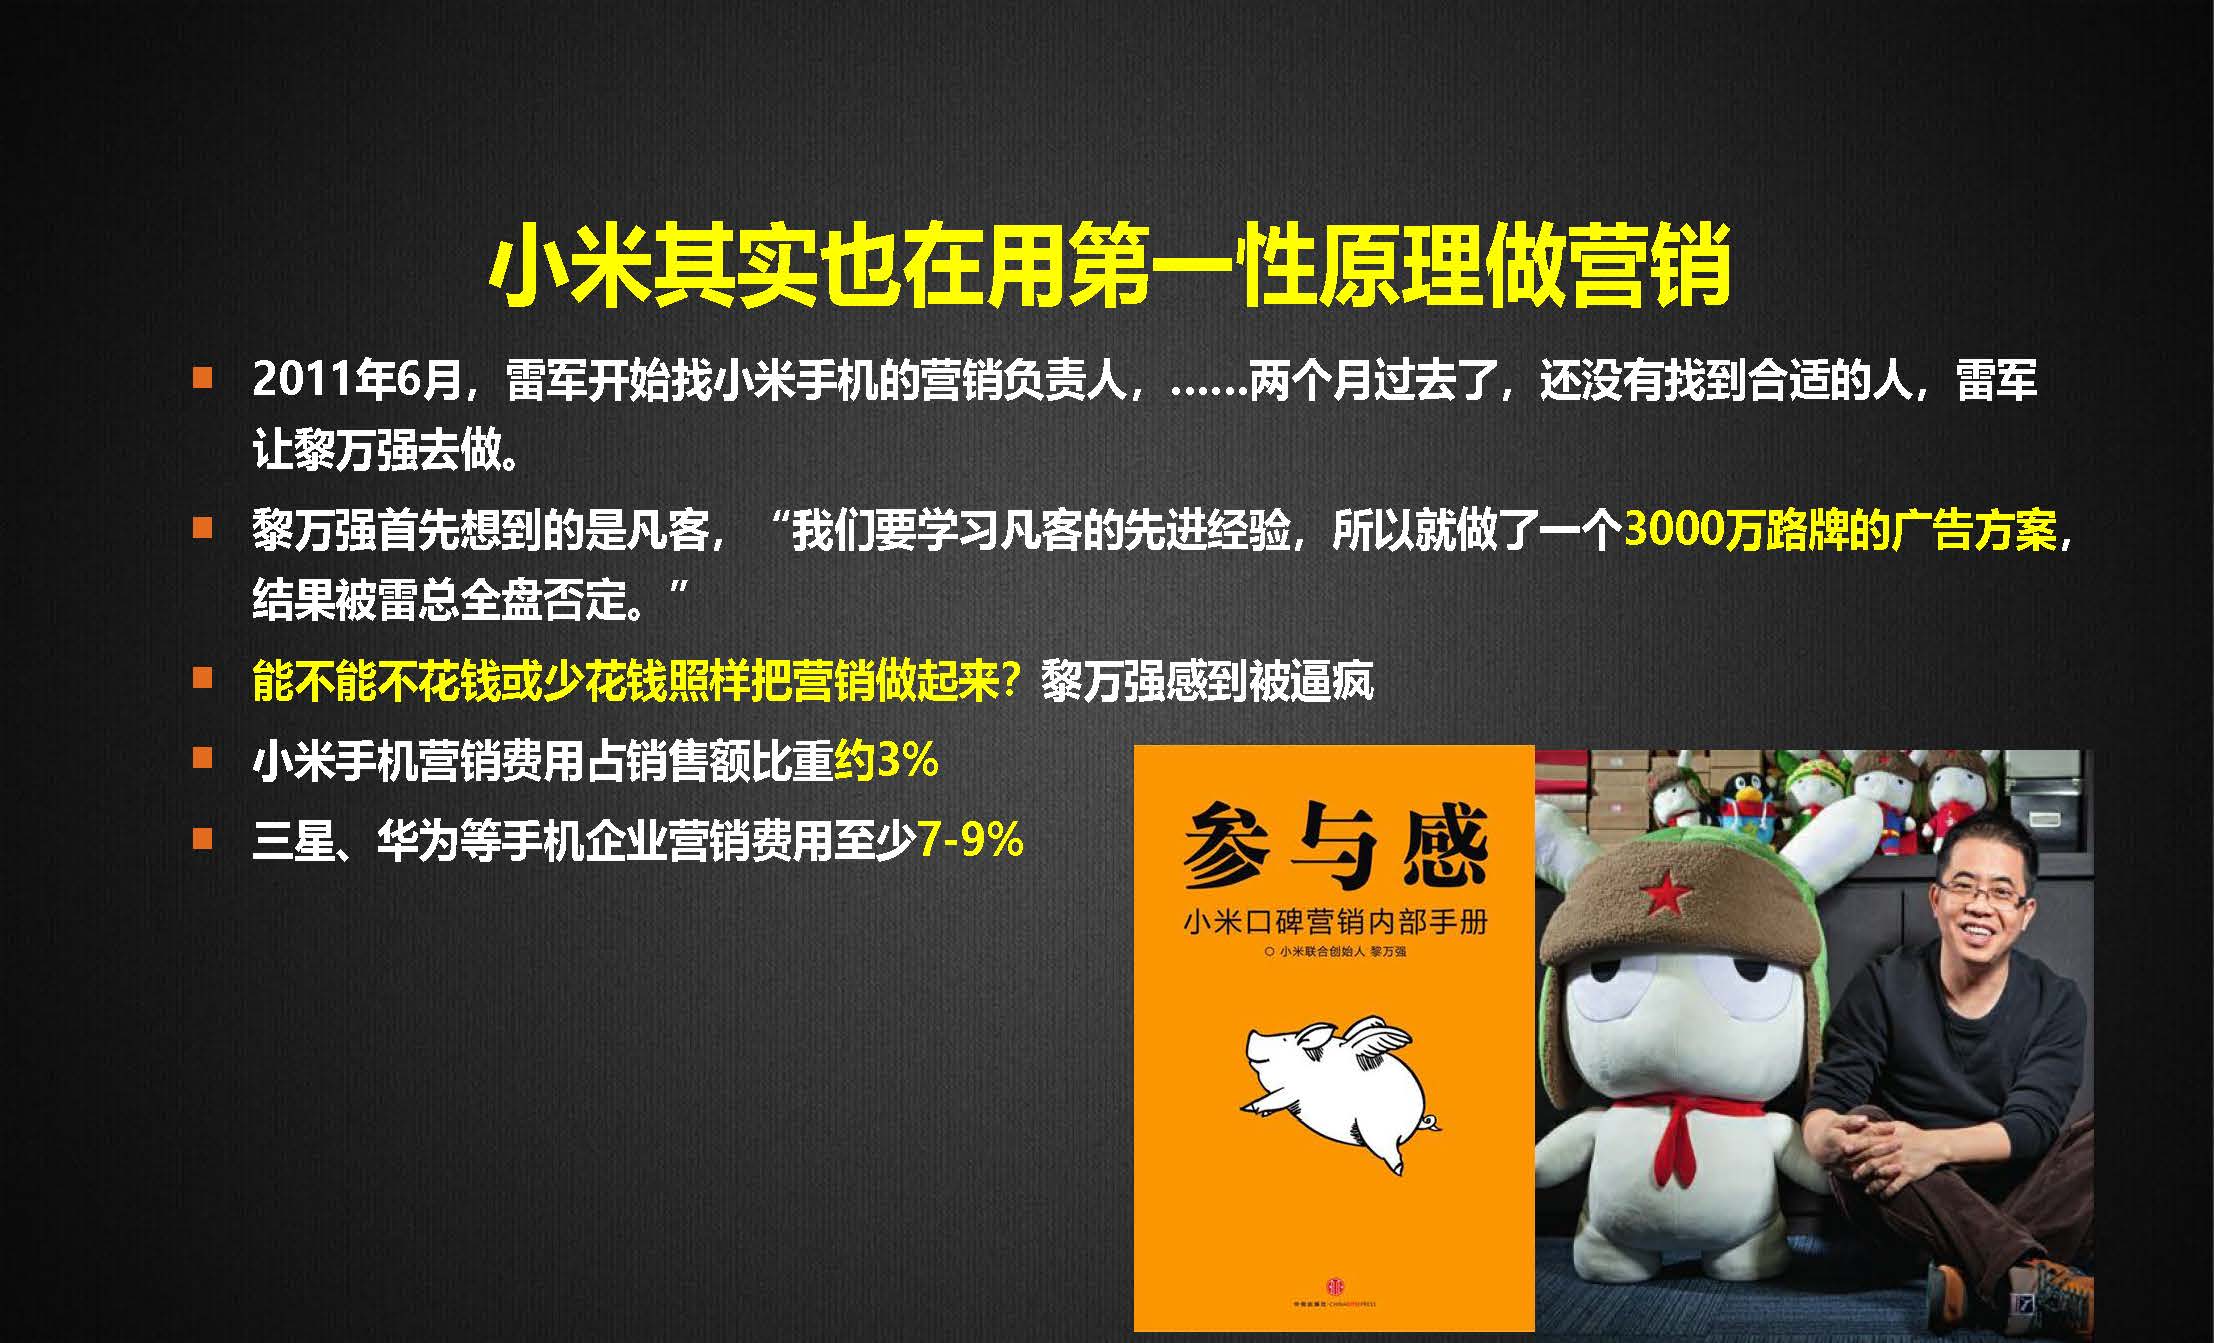 小米其实也在用第一性原理做营销
2011年6月，雷军开始找小米手机的营销负责人，……两个月过去了，还没有找到合适的人，雷军
让黎万强去做。
黎万强首先想到的是凡客，“我们要学习凡客的先进经验，所以就做了一个3000万路牌的广告方案，
结果被雷总全盘否定。”
能不能不花钱或少花钱照样把营销做起来？黎万强感到被逼疯
小米手机营销费用占销售额比重约3%
三星、华为等手机企业营销费用至少7-9%
参与感
小米口碑营销内部手册
小米联合创始人 黎万强
中信出版社·CHINACITICPRESS